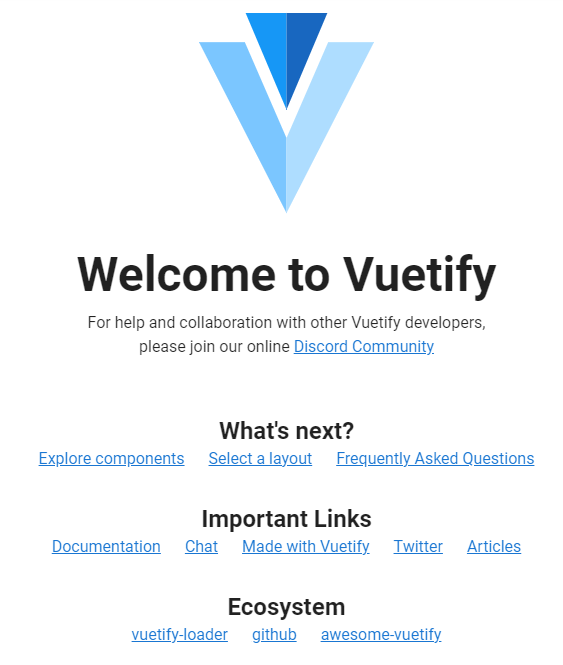 Welcome to Vuetify
For help and collaboration with other Vuetify developers,
please join our online Discord Community
What's next?
Explore components Select a layout Frequently Asked Questions
Important Links
Documentation Chat Made with Vuetify Twitter Articles
Ecosystem
vuetify-loader github awesome-vuetify